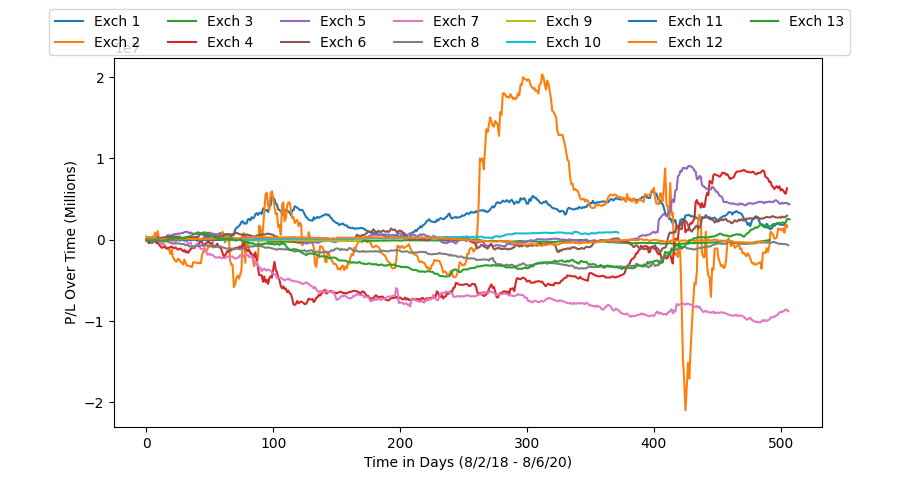 Exch 1 Exch 3 Exch 5 Exch 7 Exch 9 Exch 11 Exch 13
Exch 2 Exch 4 Exch 6 Exch 8 Exch 10 Exch 12
1e7
2
1
0
−1
−2
P/L Over Time (Millions)
0 100 200 300 400 500
Time in Days (8/2/18 - 8/6/20)